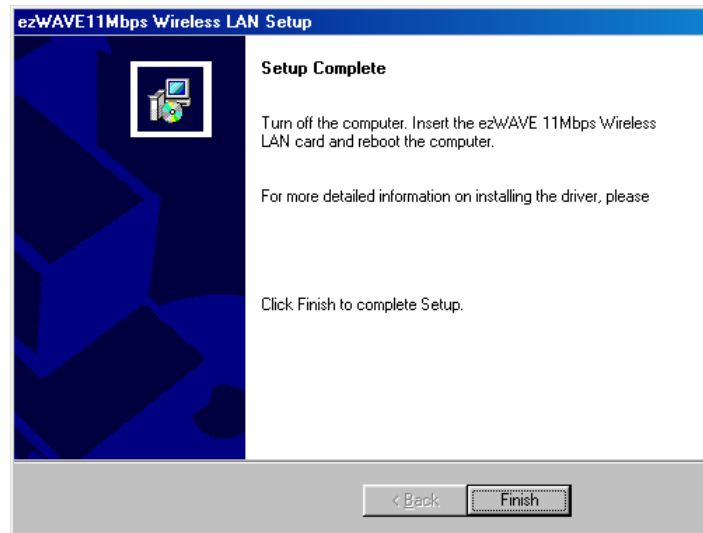 ezWAVE11Mbps Wireless LAN Setup
Setup Complete
Turn off the computer. Insert the ezWAVE 11Mbps Wireless
LAN card and reboot the computer.
For more detailed information on installing the driver, please
Click Finish to complete Setup.
< Back
Finish